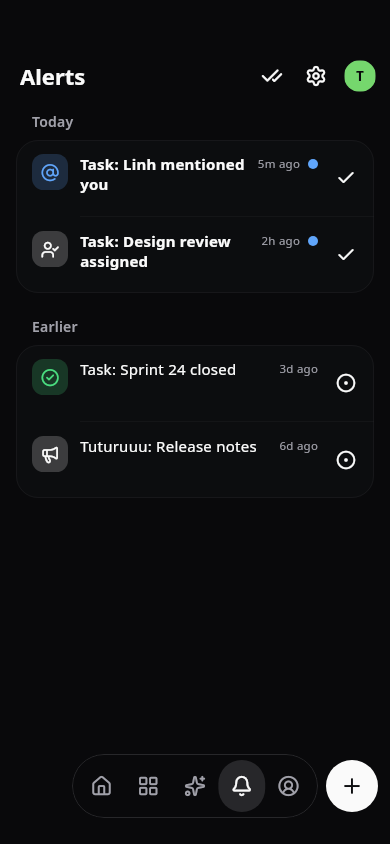 Alerts
T
Today
Task: Linh mentioned you
5m ago
Task: Design review assigned
2h ago
Earlier
Task: Sprint 24 closed
3d ago
Tuturuuu: Release notes
6d ago